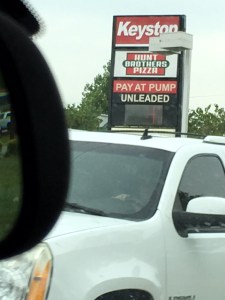 Keyston
HUNT
BROTHERS
PIZZA
PAY AT PUMP
UNLEADED